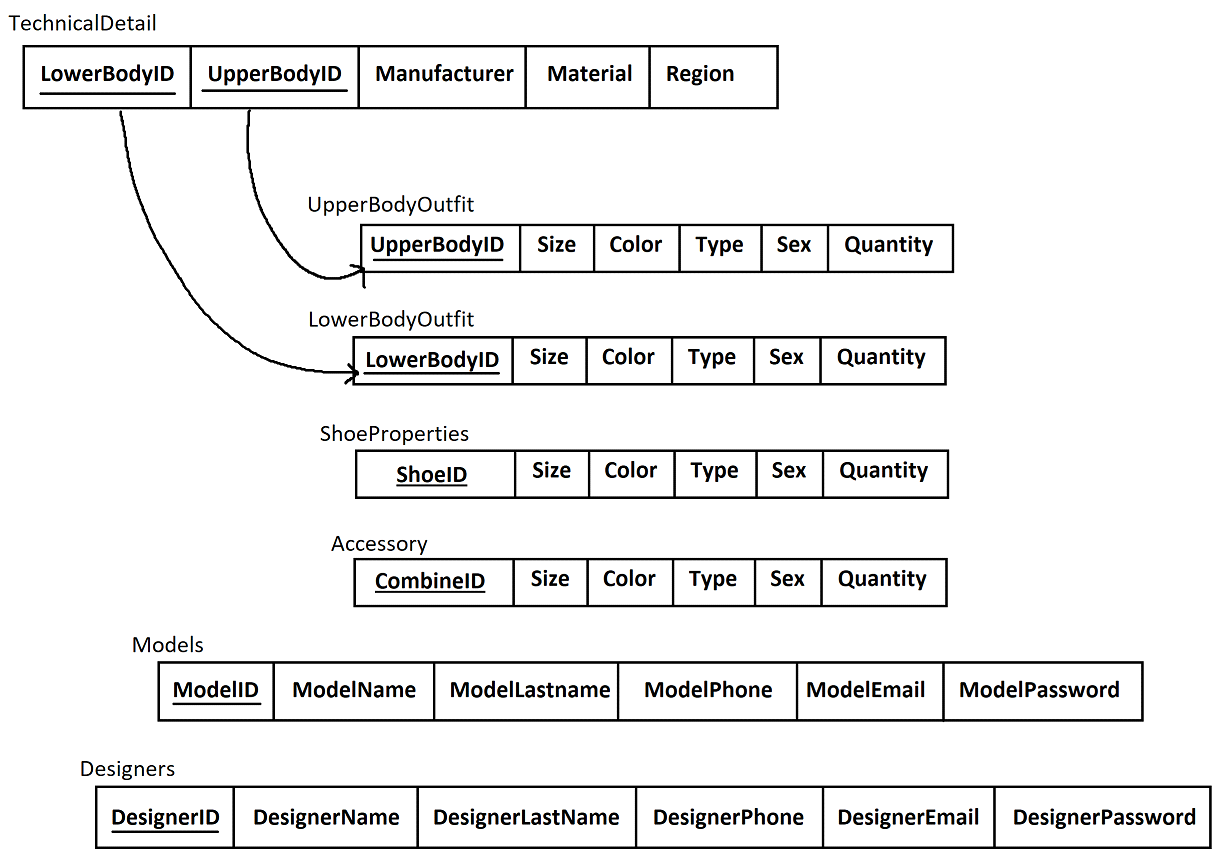 TechnicalDetail
LowerBodyID UpperBodyID Manufacturer Material Region
UpperBodyOutfit
UpperBodyID Size Color Type Sex Quantity
LowerBodyOutfit
LowerBodyID Size Color Type Sex Quantity
ShoeProperties
ShoeID Size Color Type Sex Quantity
Accessory
CombineID Size Color Type Sex Quantity
Models
ModelID ModelName ModelLastname ModelPhone ModelEmail ModelPassword
Designers
DesignerID DesignerName DesignerLastName DesignerPhone DesignerEmail DesignerPassword